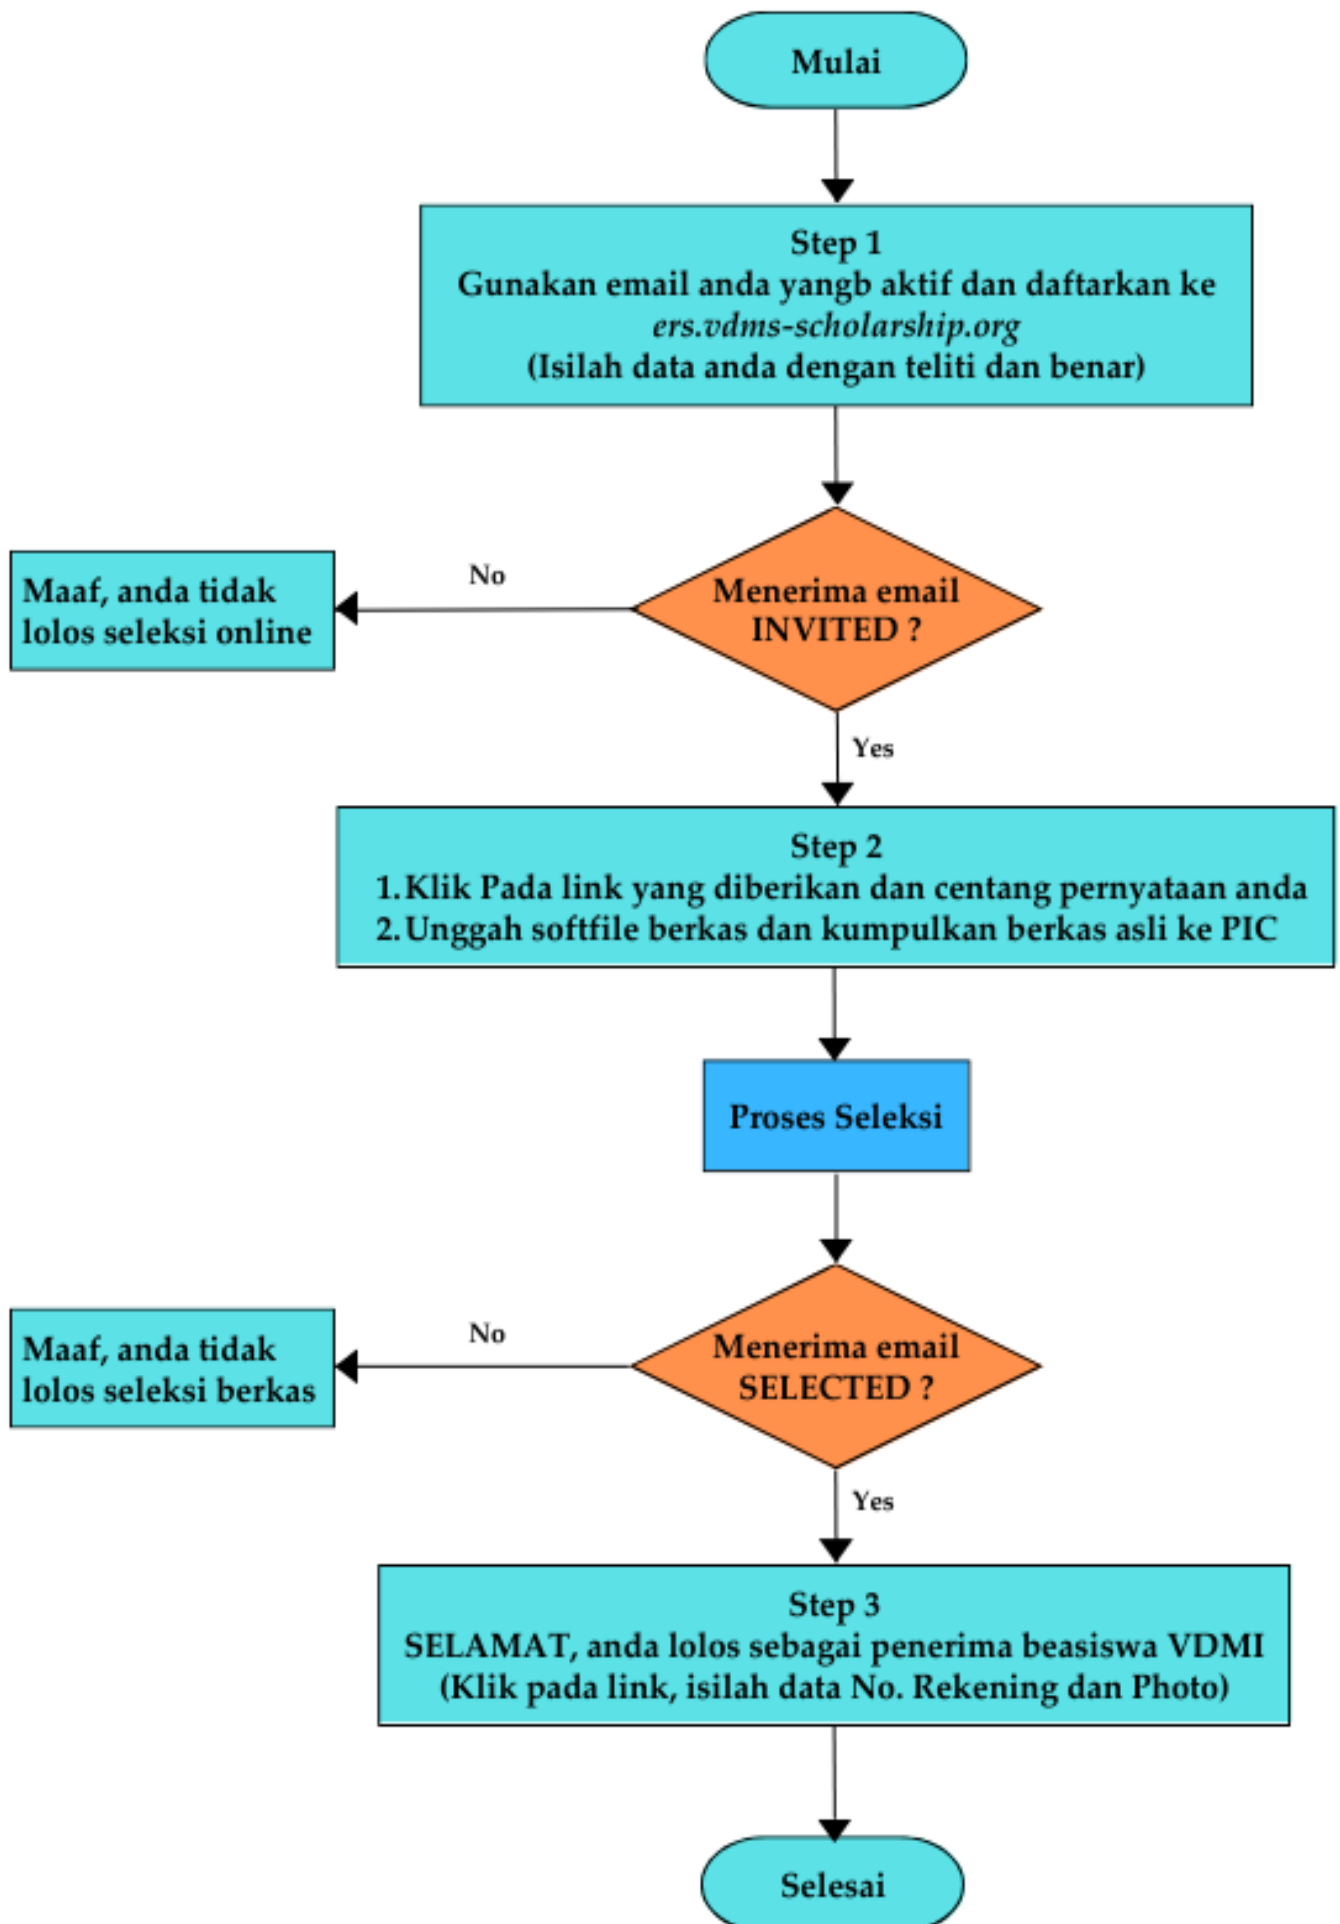 Mulai
Step 1
Gunakan email anda yangb aktif dan daftarkan ke
ers.vdms-scholarship.org
(Isilah data anda dengan teliti dan benar)
Menerima email
INVITED ?
No
Maaf, anda tidak
lolos seleksi online
Yes
Step 2
1. Klik Pada link yang diberikan dan centang pernyataan anda
2. Unggah softfile berkas dan kumpulkan berkas asli ke PIC
Proses Seleksi
Menerima email
SELECTED ?
No
Maaf, anda tidak
lolos seleksi berkas
Yes
Step 3
SELAMAT, anda lolos sebagai penerima beasiswa VDMI
(Klik pada link, isilah data No. Rekening dan Photo)
Selesai